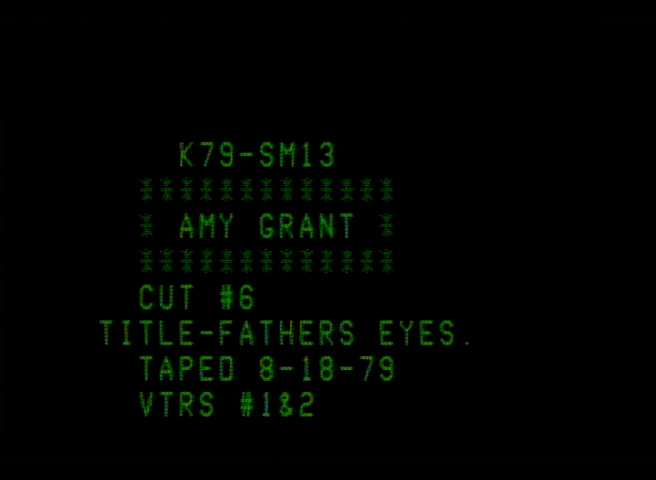 K79-SM13
*************
* AMY GRANT *
*************
CUT #6
TITLE-FATHERS EYES.
TAPED 8-18-79
VTRS #1&2